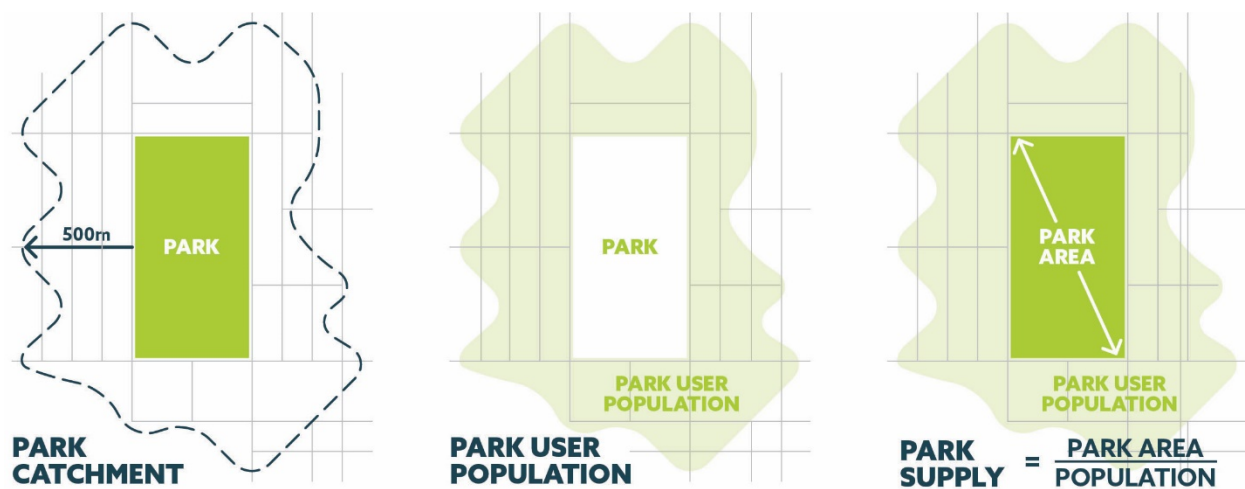 500m
PARK
PARK
CATCHMENT
PARK
PARK USER
POPULATION
PARK USER
POPULATION
PARK
AREA
PARK USER
POPULATION
PARK
SUPPLY
=
PARK AREA
POPULATION